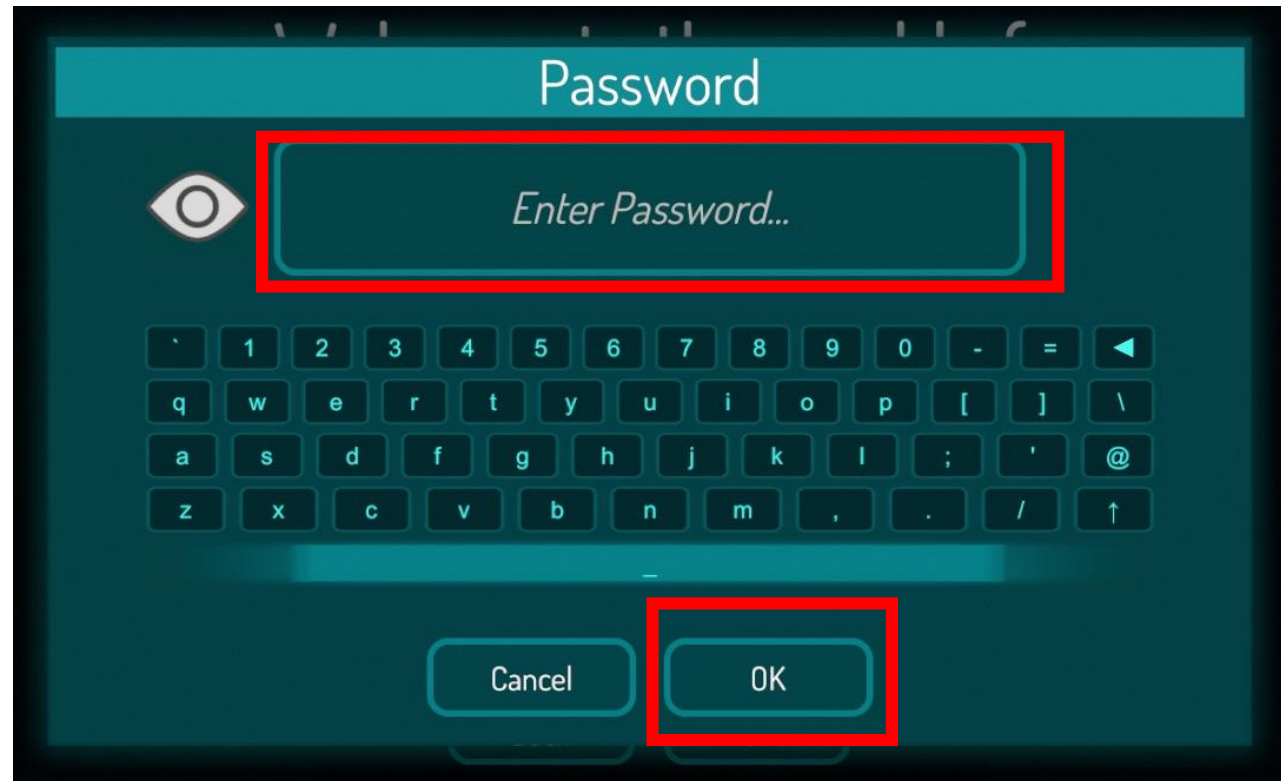 Password
Enter Password...
` 1 2 3 4 5 6 7 8 9 0 - = ◀
q w e r t y u i o p [ ] \
a s d f g h j k l ; ' @
z x c v b n m , . / ↑
_
Cancel OK